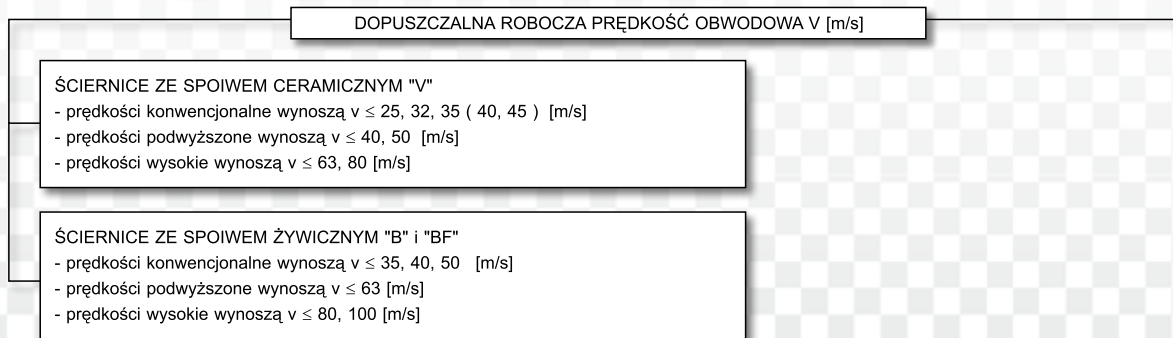 DOPUSZCZALNA ROBOCZA PRĘDKOŚĆ OBWODOWA V [m/s]
ŚCIERNICE ZE SPOIWEM CERAMICZNYM "V"
- prędkości konwencjonalne wynoszą v ≤ 25, 32, 35 ( 40, 45 ) [m/s]
- prędkości podwyższone wynoszą v ≤ 40, 50 [m/s]
- prędkości wysokie wynoszą v ≤ 63, 80 [m/s]
ŚCIERNICE ZE SPOIWEM ŻYWICZNYM "B" i "BF"
- prędkości konwencjonalne wynoszą v ≤ 35, 40, 50 [m/s]
- prędkości podwyższone wynoszą v ≤ 63 [m/s]
- prędkości wysokie wynoszą v ≤ 80, 100 [m/s]